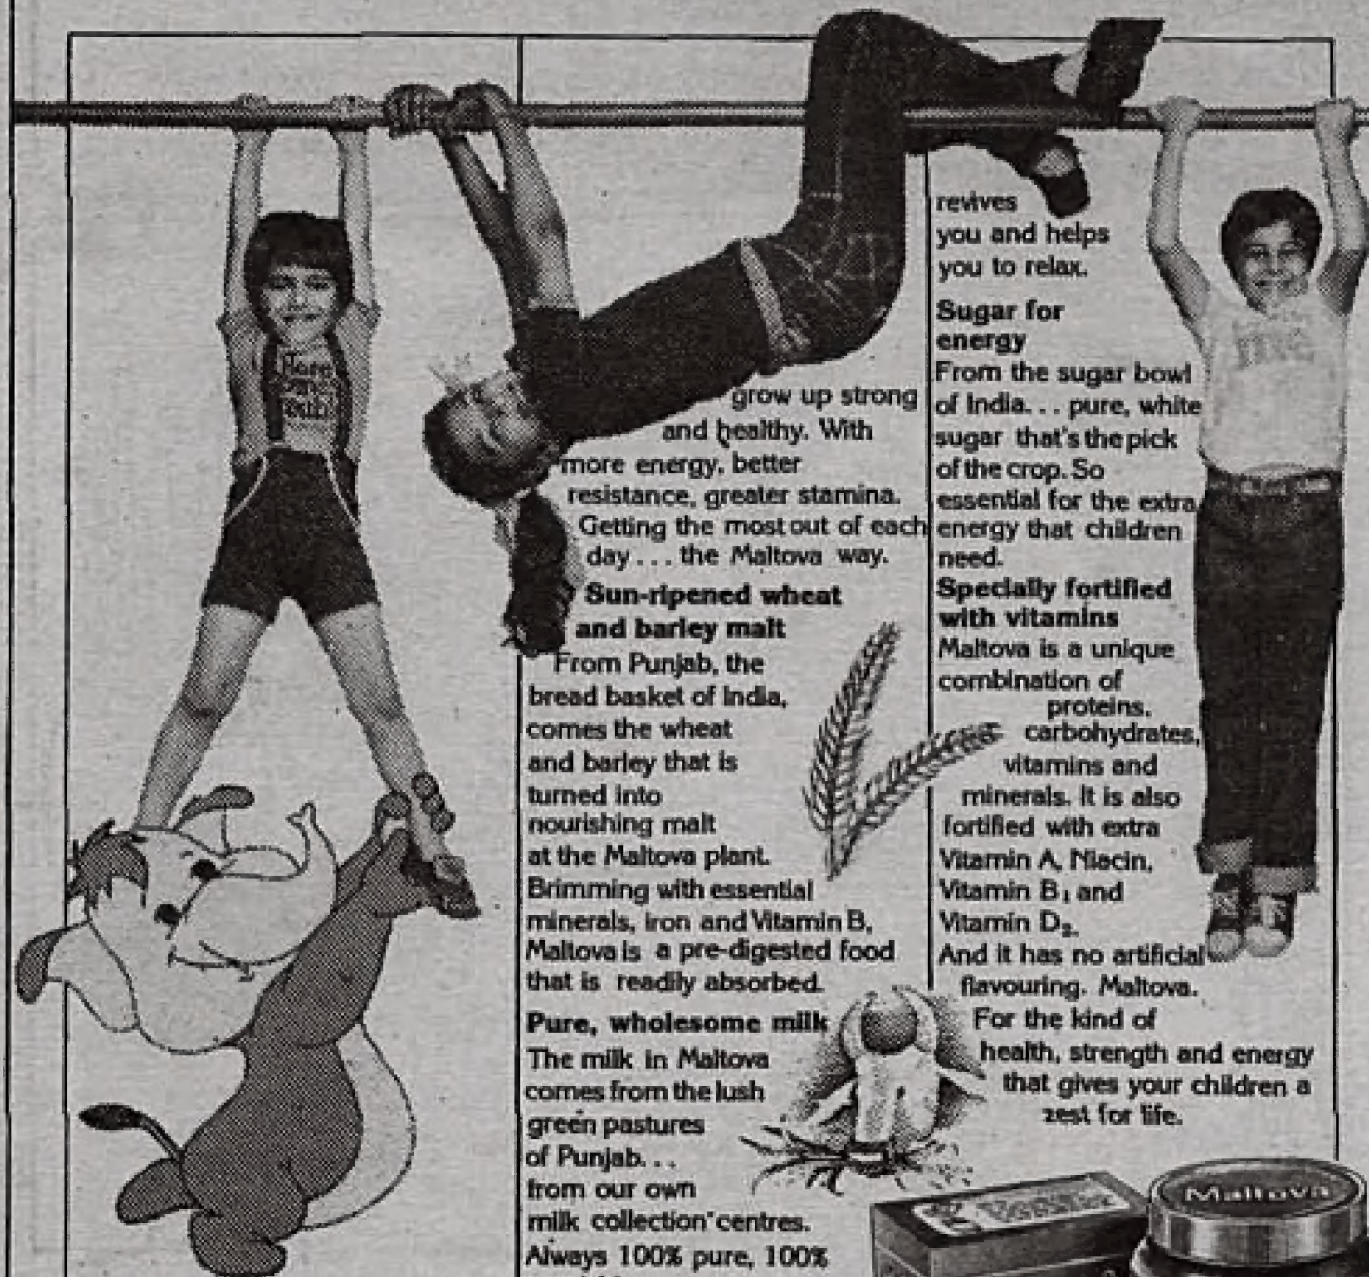 grow up strong
and healthy. With
more energy, better
resistance, greater stamina.
Getting the most out of each
day... the Maltova way.
Sun-ripened wheat
and barley malt
From Punjab, the
bread basket of India,
comes the wheat
and barley that is
turned into
nourishing malt
at the Maltova plant.
Brimming with essential
minerals, iron and Vitamin B,
Maltova is a pre-digested food
that is readily absorbed.
Pure, wholesome milk
The milk in Maltova
comes from the lush
green pastures
of Punjab...
from our own
milk collection centres.
Always 100% pure, 100%
revives
you and helps
you to relax.
Sugar for
energy
From the sugar bowl
of India... pure, white
sugar that's the pick
of the crop. So
essential for the extra
energy that children
need.
Specially fortified
with vitamins
Maltova is a unique
combination of
proteins,
carbohydrates,
vitamins and
minerals. It is also
fortified with extra
Vitamin A, Niacin,
Vitamin B₁ and
Vitamin D₂.
And it has no artificial
flavouring. Maltova.
For the kind of
health, strength and energy
that gives your children a
zest for life.
Maltova